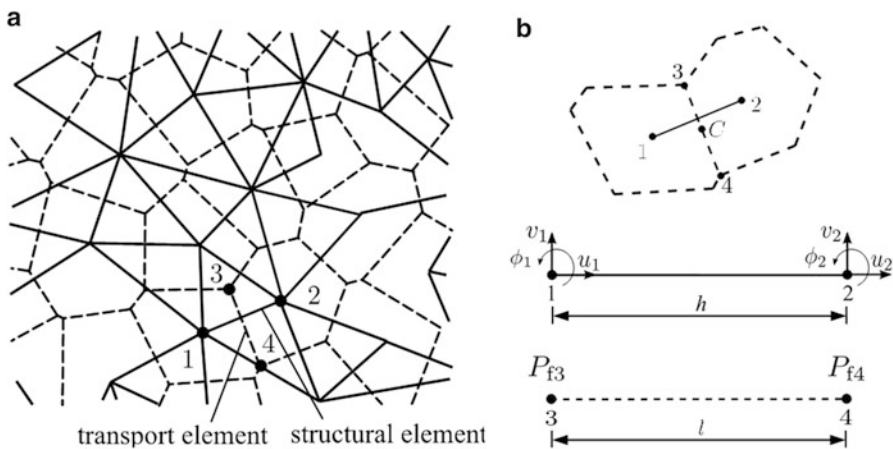 a
3
2
1
4
transport element
structural element
b
3
2
C
1
4
v1
v2
ϕ1
u1
ϕ2
u2
1
2
h
Pf3
Pf4
3
4
l